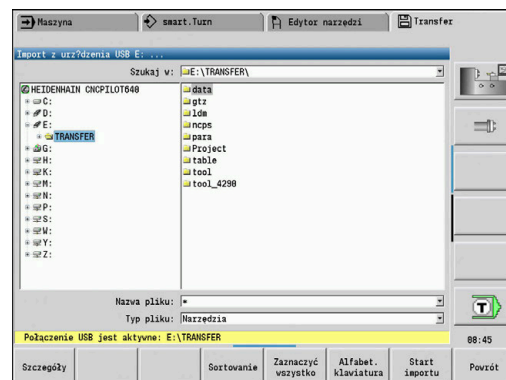 Maszyna
smart.Turn
Edytor narzędzi
Transfer
Import z urz?dzenia USB E: ...
Szukaj w: E:\TRANSFER\
HEIDENHAIN CNCPILOT640
C:
D:
E:
TRANSFER
G:
H:
K:
M:
N:
P:
S:
W:
Y:
Z:
data
gtz
ldm
ncps
para
Project
table
tool
tool_4290
Nazwa pliku: *
Typ pliku: Narzędzia
Połączenie USB jest aktywne: E:\TRANSFER
T
08:45
Szczegóły
Sortowanie
Zaznaczyć
wszystko
Alfabet.
klawiatura
Start
importu
Powrót